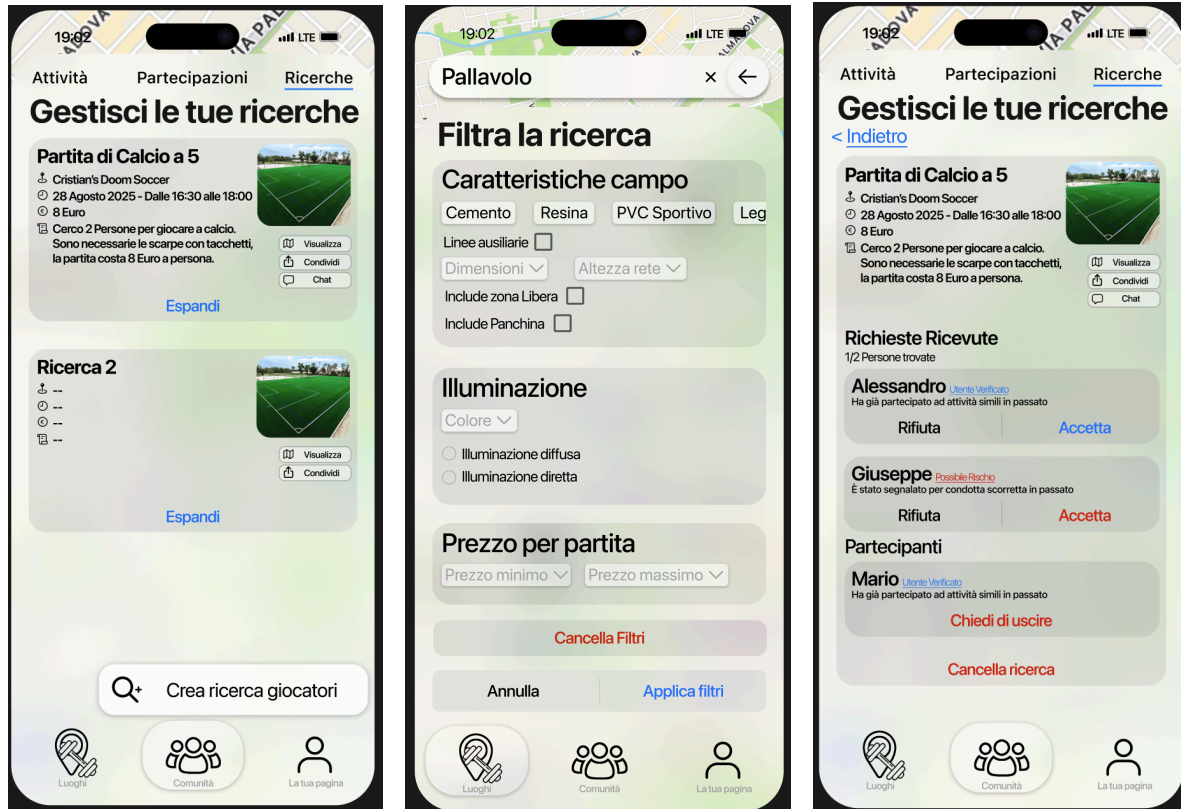 19:02
LTE
ALOVA
IA PAL
Attività Partecipazioni Ricerche
Gestisci le tue ricerche
Partita di Calcio a 5
Cristian's Doom Soccer
28 Agosto 2025 - Dalle 16:30 alle 18:00
8 Euro
Cerco 2 Persone per giocare a calcio.
Sono necessarie le scarpe con tacchetti,
la partita costa 8 Euro a persona.
Visualizza
Condividi
Chat
Espandi
Ricerca 2
--
--
--
--
Visualizza
Condividi
Espandi
Crea ricerca giocatori
Luoghi Comunità La tua pagina
19:02
LTE
Pallavolo ×
Filtra la ricerca
Caratteristiche campo
Cemento Resina PVC Sportivo Leg
Linee ausiliarie
Dimensioni Altezza rete
Include zona Libera
Include Panchina
Illuminazione
Colore
Illuminazione diffusa
Illuminazione diretta
Prezzo per partita
Prezzo minimo Prezzo massimo
Cancella Filtri
Annulla Applica filtri
Luoghi Comunità La tua pagina
19:02
LTE
IA PAL
Attività Partecipazioni Ricerche
Gestisci le tue ricerche
< Indietro
Partita di Calcio a 5
Cristian's Doom Soccer
28 Agosto 2025 - Dalle 16:30 alle 18:00
8 Euro
Cerco 2 Persone per giocare a calcio.
Sono necessarie le scarpe con tacchetti,
la partita costa 8 Euro a persona.
Visualizza
Condividi
Chat
Richieste Ricevute
1/2 Persone trovate
Alessandro Utente Verificato
Ha già partecipato ad attività simili in passato
Rifiuta Accetta
Giuseppe Possibile Rischio
È stato segnalato per condotta scorretta in passato
Rifiuta Accetta
Partecipanti
Mario Utente Verificato
Ha già partecipato ad attività simili in passato
Chiedi di uscire
Cancella ricerca
Luoghi Comunità La tua pagina